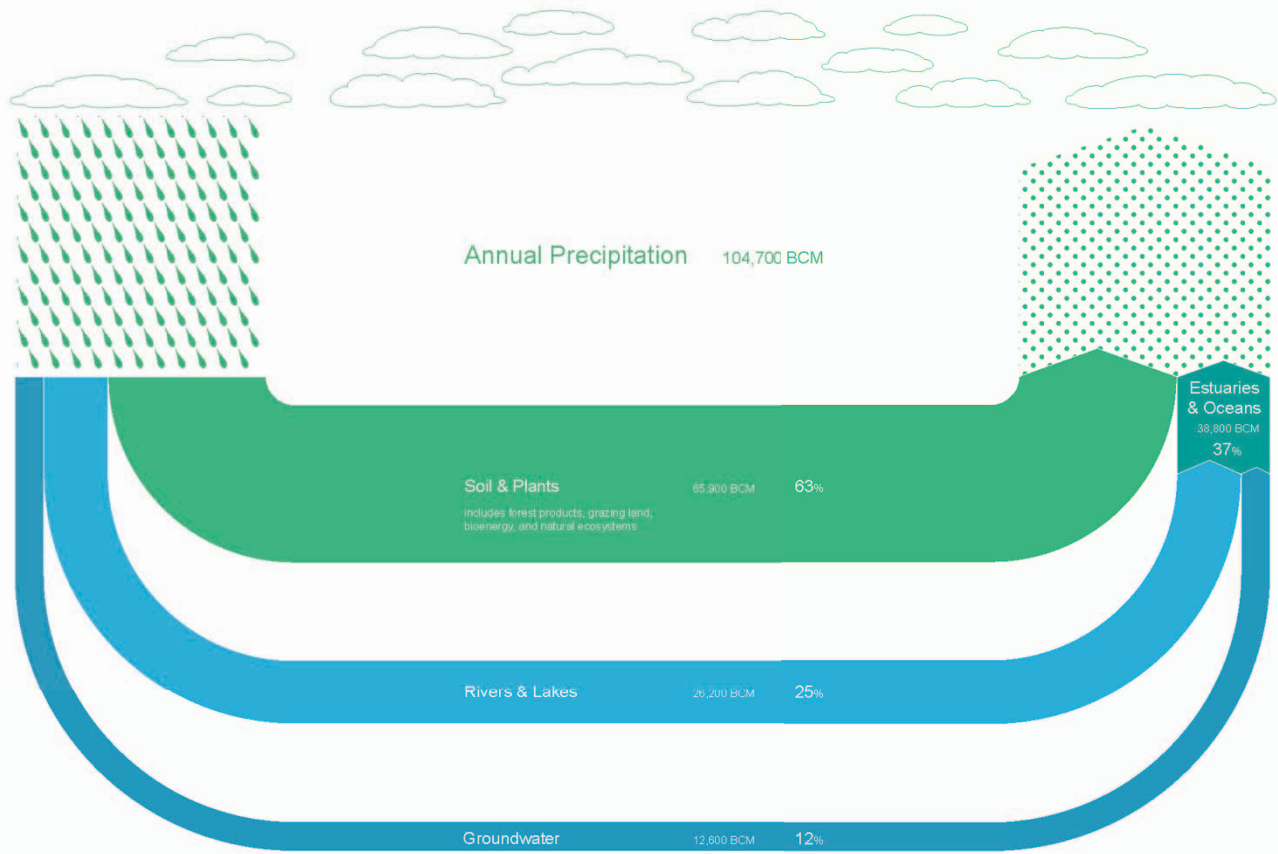 Annual Precipitation 104,700 BCM
Estuaries
& Oceans
38,800 BCM
37%
Soil & Plants 65,900 BCM 63%
includes forest products, grazing land,
bioenergy, and natural ecosystems
Rivers & Lakes 26,200 BCM 25%
Groundwater 12,600 BCM 12%